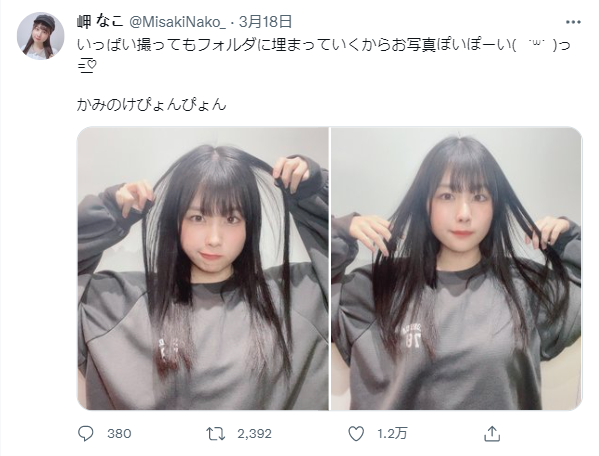 岬 なこ @MisakiNako_ · 3月18日
いっぱい撮ってもフォルダに埋まっていくからお写真ぽいぽーい( ˙꒳˙ )っ
=͟͟͞♡
かみのけぴょんぴょん
380
2,392
1.2万